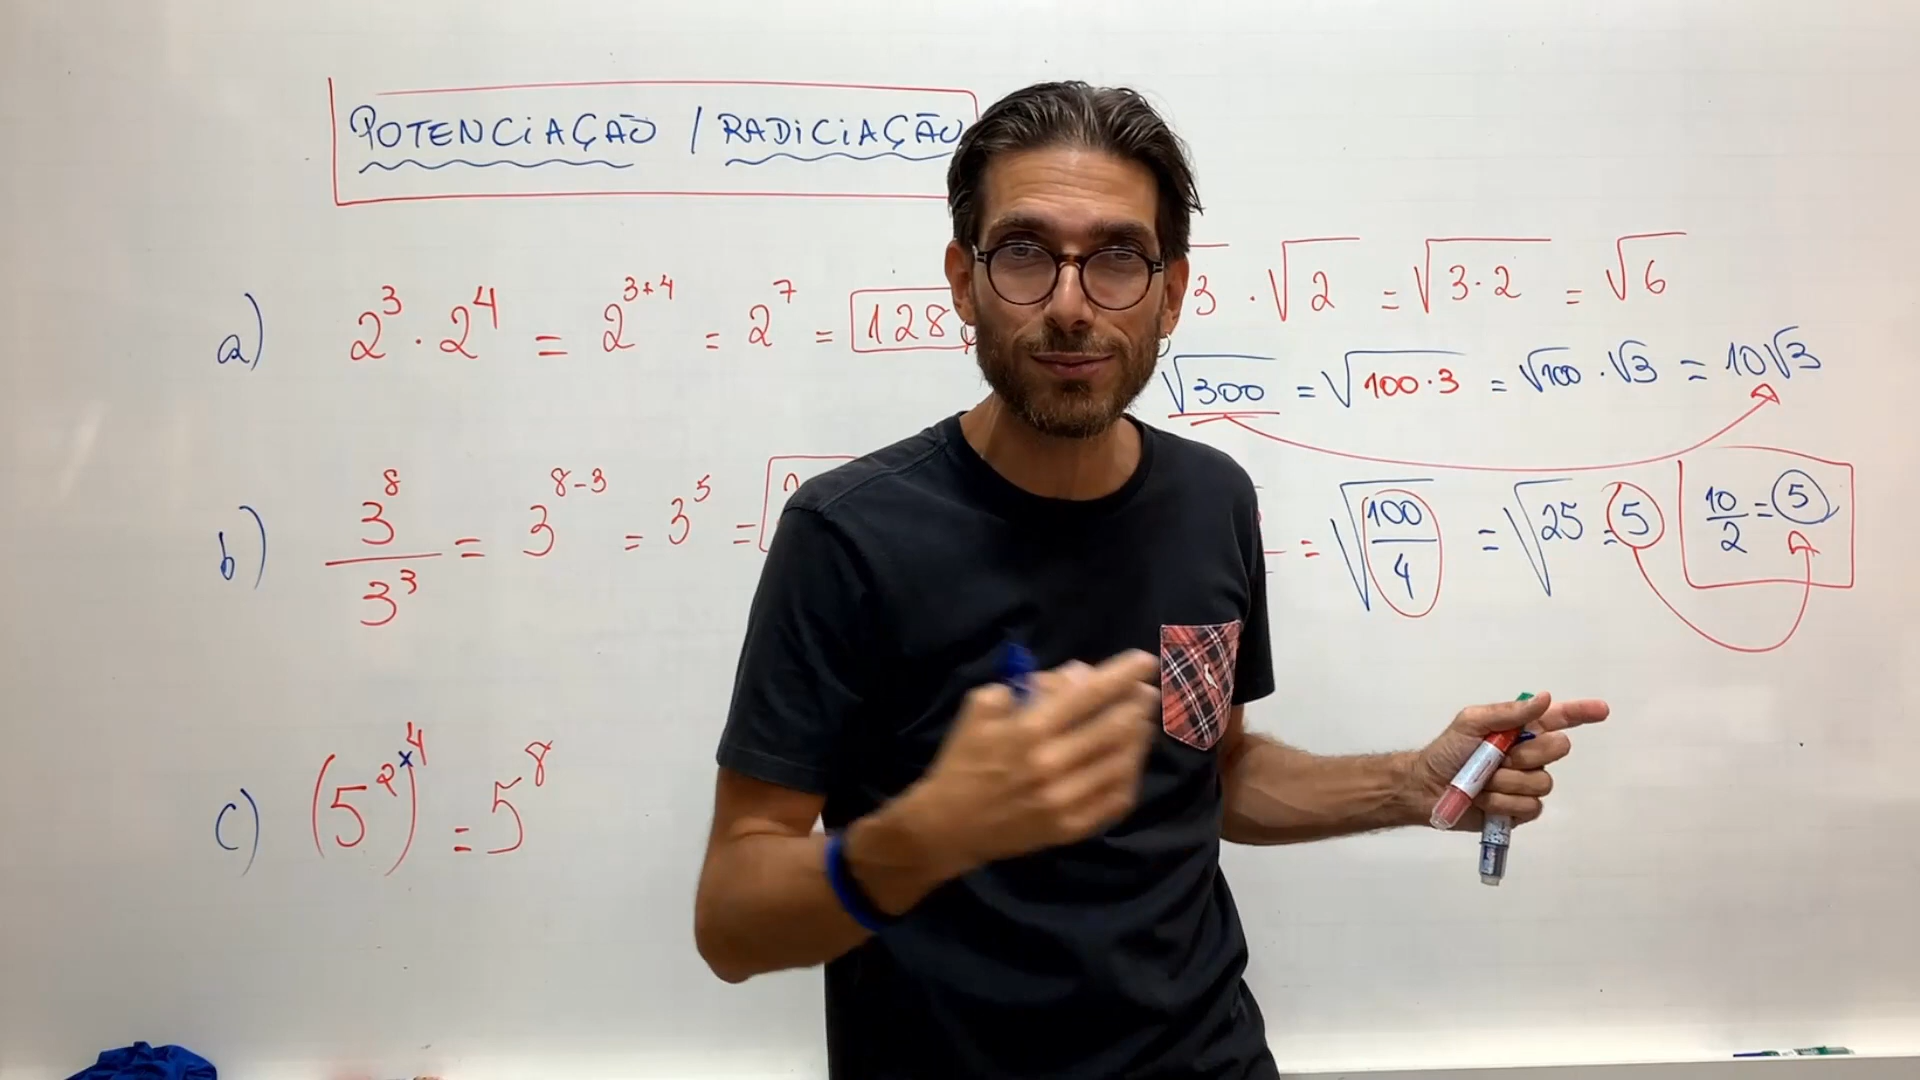 POTENCIAÇÃO / RADICIAÇÃO
a) 2³ · 2⁴ = 2³⁺⁴ = 2⁷ = 128
3 · √2 = √3·2 = √6
√300 = √100·3 = √100 · √3 = 10√3
b) 3⁸/3³ = 3⁸⁻³ = 3⁵ =
= √100/4 = √25 = 5
10/2 = 5
c) (5²)ˣ⁴ = 5⁸